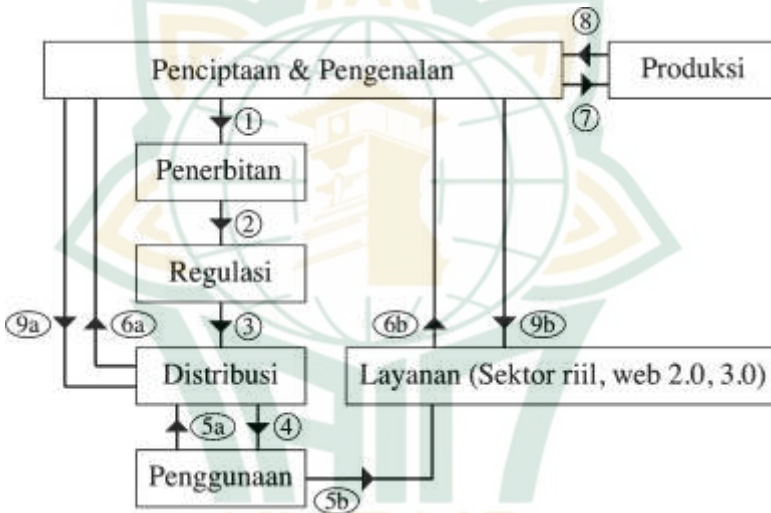 8
Penciptaan & Pengenalan
Produksi
7
1
Penerbitan
2
Regulasi
9a
6a
3
6b
9b
Distribusi
Layanan (Sektor riil, web 2.0, 3.0)
5a
4
Penggunaan
5b